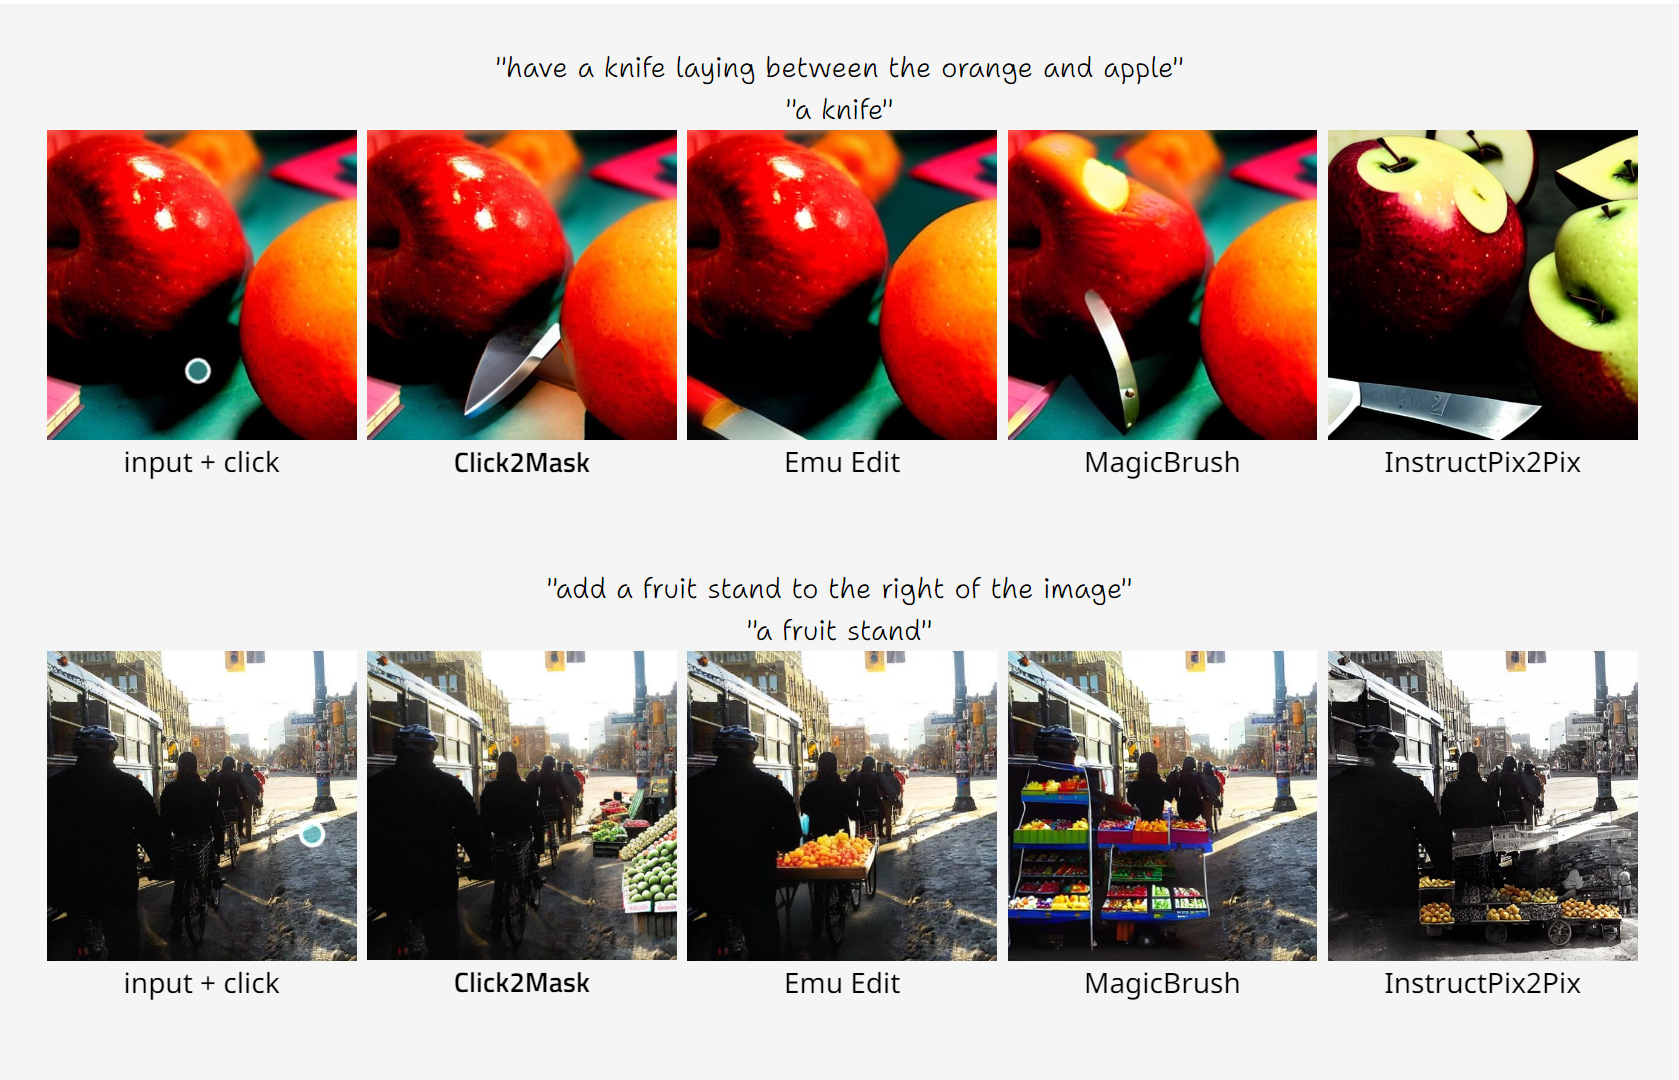 "have a knife laying between the orange and apple"
"a knife"
input + click
Click2Mask
Emu Edit
MagicBrush
InstructPix2Pix
"add a fruit stand to the right of the image"
"a fruit stand"
input + click
Click2Mask
Emu Edit
MagicBrush
InstructPix2Pix